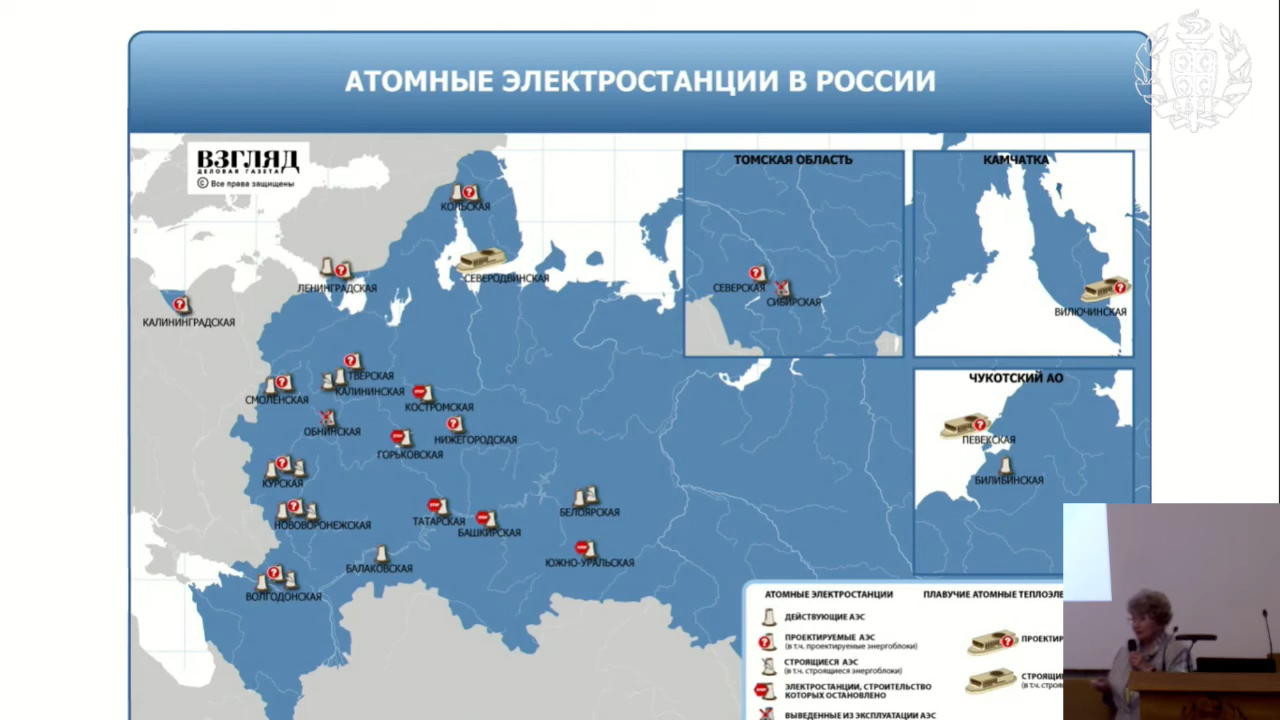 АТОМНЫЕ ЭЛЕКТРОСТАНЦИИ В РОССИИ
ВЗГЛЯД
ДЕЛОВАЯ ГАЗЕТА
© Все права защищены
ТОМСКАЯ ОБЛАСТЬ
КАМЧАТКА
КОЛЬСКАЯ
СЕВЕРОДВИНСКАЯ
ЛЕНИНГРАДСКАЯ
СЕВЕРСКАЯ
СИБИРСКАЯ
ВИЛЮЧИНСКАЯ
КАЛИНИНГРАДСКАЯ
ТВЕРСКАЯ
КАЛИНИНСКАЯ
ЧУКОТСКИЙ АО
СМОЛЕНСКАЯ
КОСТРОМСКАЯ
ОБНИНСКАЯ
НИЖЕГОРОДСКАЯ
ПЕВЕКСКАЯ
ГОРЬКОВСКАЯ
КУРСКАЯ
БИЛИБИНСКАЯ
НОВОВОРОНЕЖСКАЯ
ТАТАРСКАЯ
STOP
БАШКИРСКАЯ
БЕЛОЯРСКАЯ
БАЛАКОВСКАЯ
ЮЖНО-УРАЛЬСКАЯ
ВОЛГОДОНСКАЯ
АТОМНЫЕ ЭЛЕКТРОСТАНЦИИ
ПЛАВУЧИЕ АТОМНЫЕ ТЕПЛОЭЛЕ
ДЕЙСТВУЮЩИЕ АЭС
ПРОЕКТИРУЕМЫЕ АЭС
(в т.ч. проектируемые энергоблоки)
ПРОЕКТИР
СТРОЯЩИЕСЯ АЭС
(в т.ч. строящиеся энергоблоки)
СТРОЯЩИ
(в т.ч. строя
ЭЛЕКТРОСТАНЦИИ, СТРОИТЕЛЬСТВО
КОТОРЫХ ОСТАНОВЛЕНО
ВЫВЕДЕННЫЕ ИЗ ЭКСПЛУАТАЦИИ АЭС